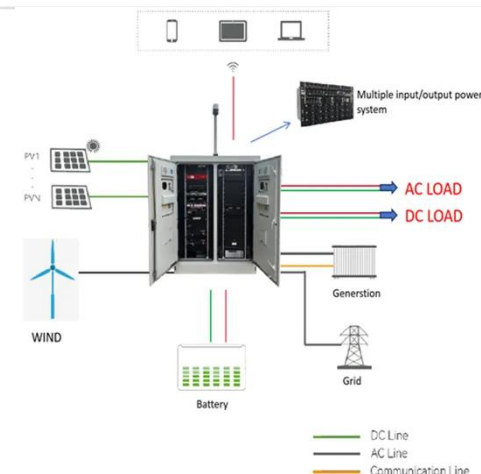 Multiple input/output power
system
PV1
PVN
AC LOAD
DC LOAD
WIND
Generstion
Grid
Battery
DC Line
AC Line
Communication Line